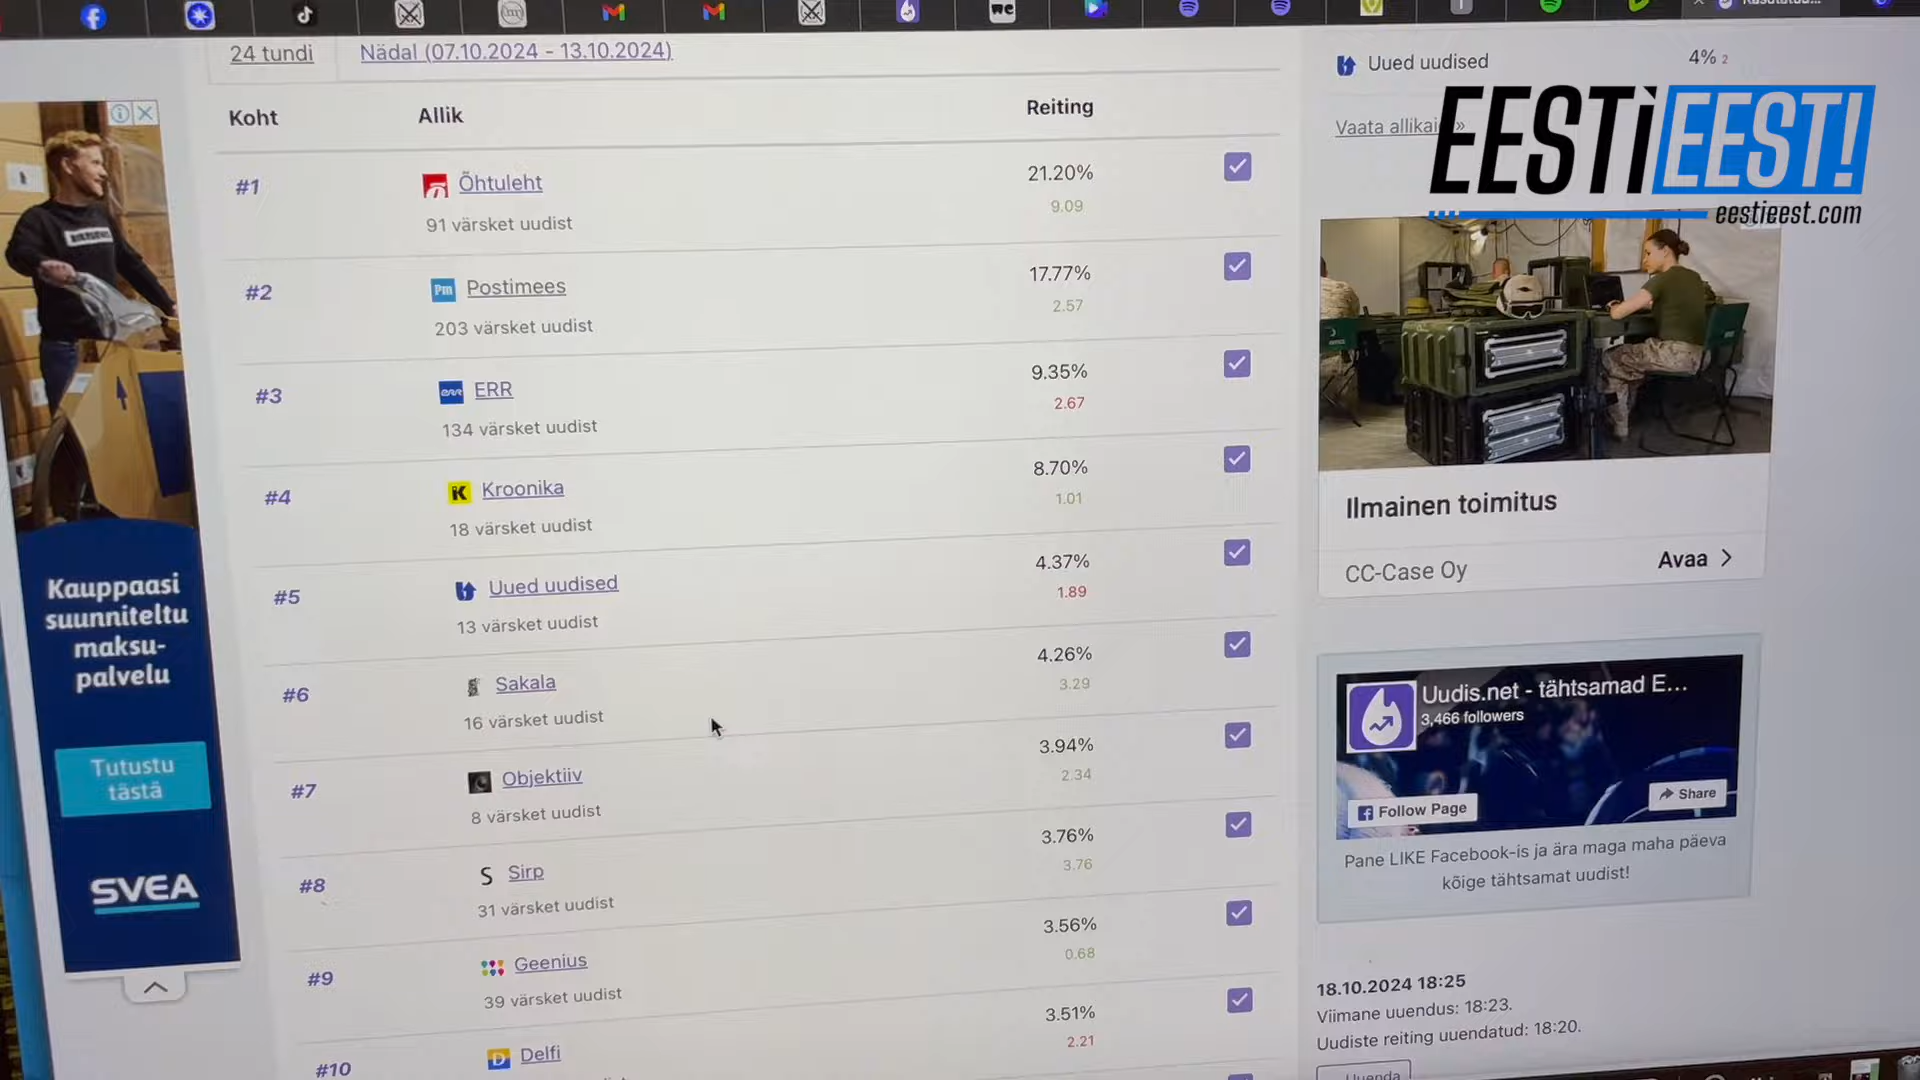 24 tundi
Nädal (07.10.2024 - 13.10.2024)
Koht
Allik
Reiting
#1
Õhtuleht
21.20%
91 värsket uudist
9.09
#2
Postimees
17.77%
203 värsket uudist
2.57
#3
ERR
9.35%
134 värsket uudist
2.67
#4
Kroonika
8.70%
18 värsket uudist
1.01
#5
Uued uudised
4.37%
13 värsket uudist
1.89
#6
Sakala
4.26%
16 värsket uudist
3.29
#7
Objektiiv
3.94%
8 värsket uudist
2.34
#8
Sirp
3.76%
31 värsket uudist
3.76
#9
Geenius
3.56%
39 värsket uudist
0.68
#10
Delfi
3.51%
2.21
Kauppaasi
suunniteltu
maksu-
palvelu
Tutustu
tästä
SVEA
Uued uudised
4% 2
Vaata allikaid »
EESTI EEST!
eestieest.com
Ilmainen toimitus
CC-Case Oy
Avaa
Uudis.net - tähtsamad E...
3,466 followers
Follow Page
Share
Pane LIKE Facebook-is ja ära maga maha päeva
kõige tähtsamat uudist!
18.10.2024 18:25
Viimane uuendus: 18:23.
Uudiste reiting uuendatud: 18:20.